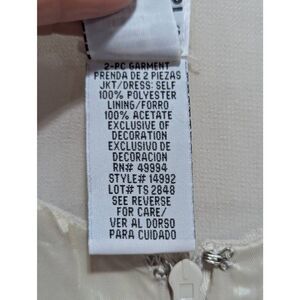 2-PC GARMENT
PRENDA DE 2 PIEZAS
JKT/DRESS: SELF
100% POLYESTER
LINING/FORRO
100% ACETATE
EXCLUSIVE OF
DECORATION
EXCLUSIVO DE
DECORACION
RN# 49994
STYLE# 14992
LOT# TS 2848
SEE REVERSE
FOR CARE/
VER AL DORSO
PARA CUIDADO